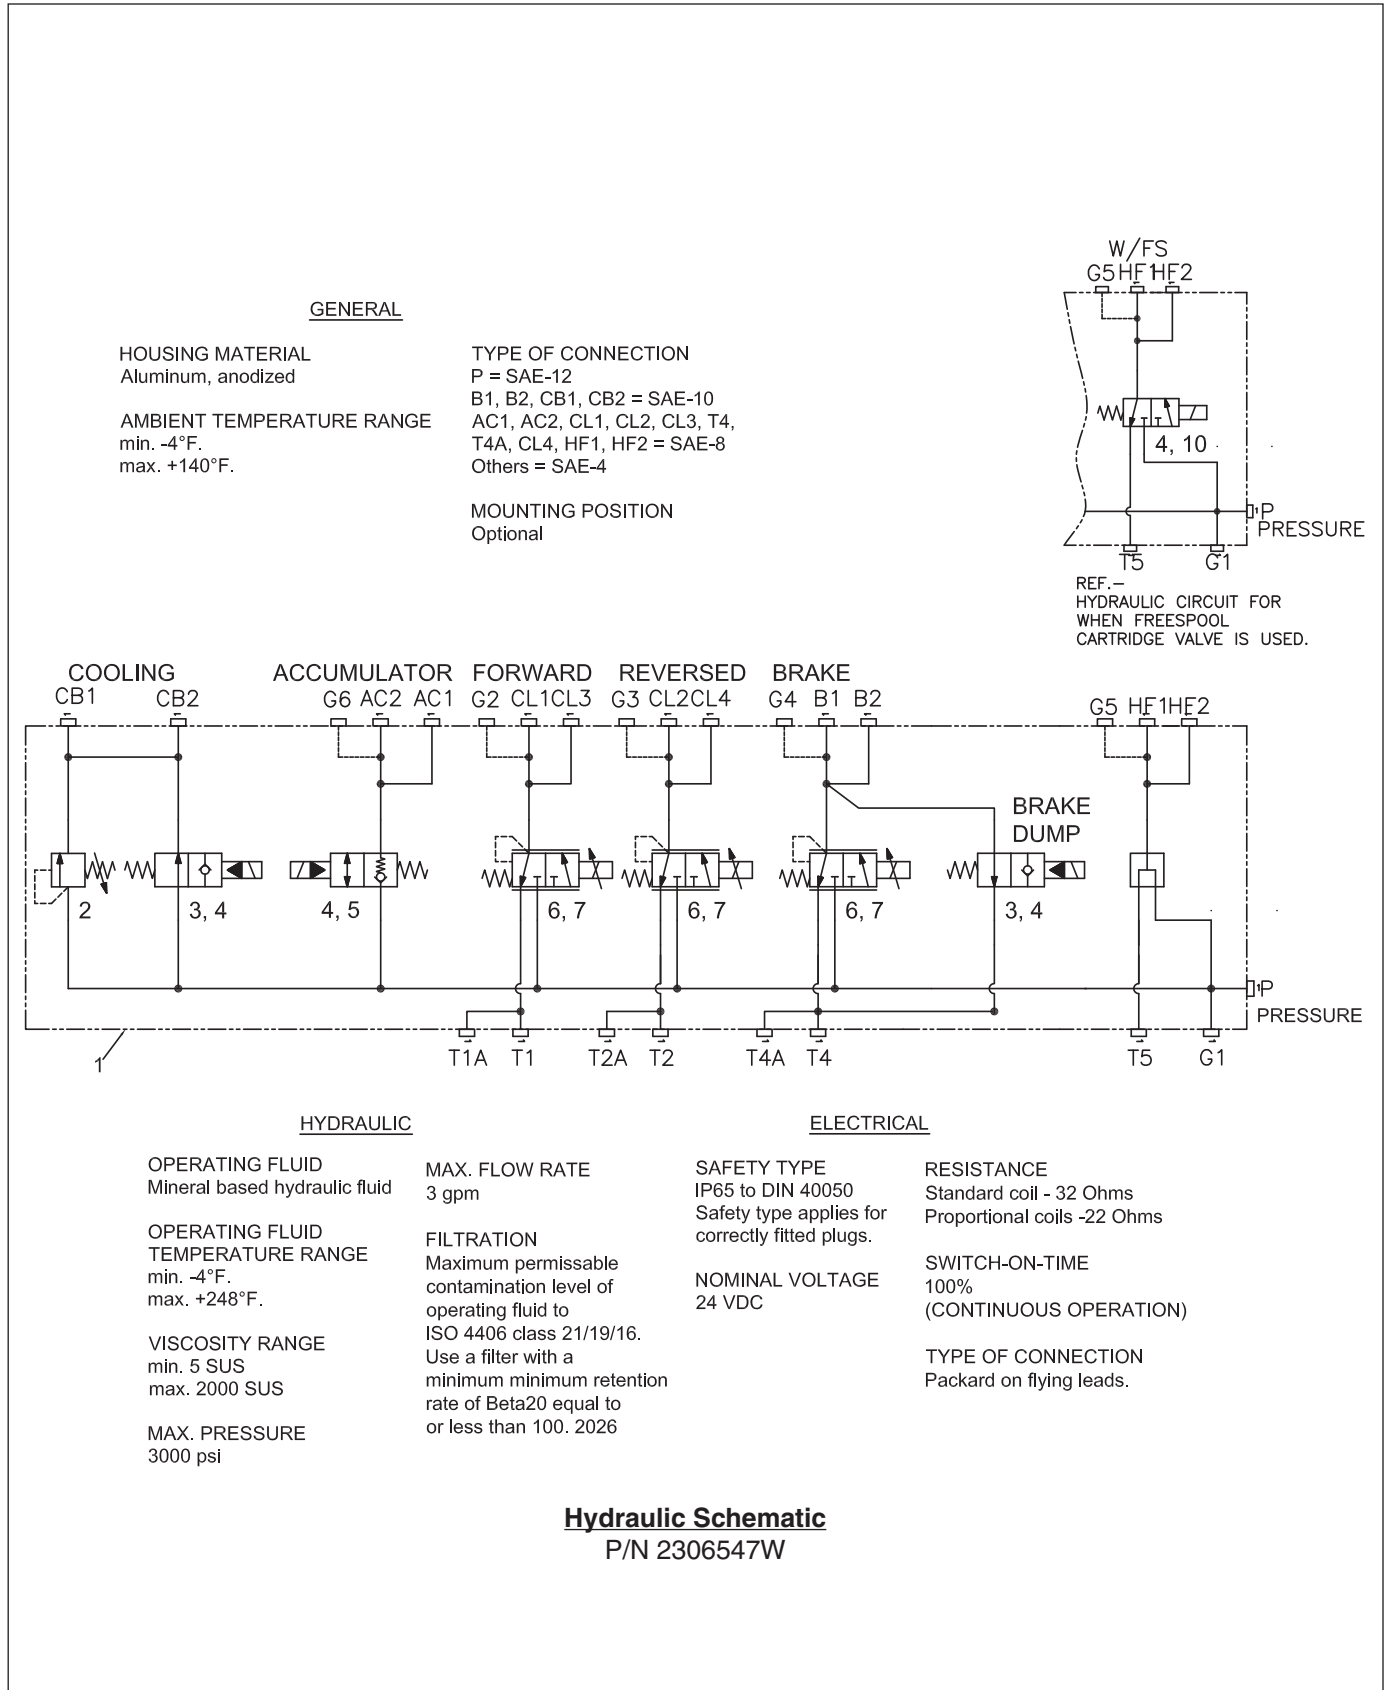 W/FS
G5 HF1 HF2
4, 10
P
PRESSURE
T5 G1
REF.–
HYDRAULIC CIRCUIT FOR
WHEN FREESPOOL
CARTRIDGE VALVE IS USED.
GENERAL
HOUSING MATERIAL
Aluminum, anodized
AMBIENT TEMPERATURE RANGE
min. -4°F.
max. +140°F.
TYPE OF CONNECTION
P = SAE-12
B1, B2, CB1, CB2 = SAE-10
AC1, AC2, CL1, CL2, CL3, T4,
T4A, CL4, HF1, HF2 = SAE-8
Others = SAE-4
MOUNTING POSITION
Optional
COOLING ACCUMULATOR FORWARD REVERSED BRAKE
CB1 CB2 G6 AC2 AC1 G2 CL1 CL3 G3 CL2 CL4 G4 B1 B2 G5 HF1 HF2
BRAKE
DUMP
2 3, 4 4, 5 6, 7 6, 7 6, 7 3, 4
P
PRESSURE
1 T1A T1 T2A T2 T4A T4 T5 G1
HYDRAULIC
OPERATING FLUID
Mineral based hydraulic fluid
OPERATING FLUID
TEMPERATURE RANGE
min. -4°F.
max. +248°F.
VISCOSITY RANGE
min. 5 SUS
max. 2000 SUS
MAX. PRESSURE
3000 psi
MAX. FLOW RATE
3 gpm
FILTRATION
Maximum permissable
contamination level of
operating fluid to
ISO 4406 class 21/19/16.
Use a filter with a
minimum minimum retention
rate of Beta20 equal to
or less than 100. 2026
ELECTRICAL
SAFETY TYPE
IP65 to DIN 40050
Safety type applies for
correctly fitted plugs.
NOMINAL VOLTAGE
24 VDC
RESISTANCE
Standard coil - 32 Ohms
Proportional coils -22 Ohms
SWITCH-ON-TIME
100%
(CONTINUOUS OPERATION)
TYPE OF CONNECTION
Packard on flying leads.
Hydraulic Schematic
P/N 2306547W